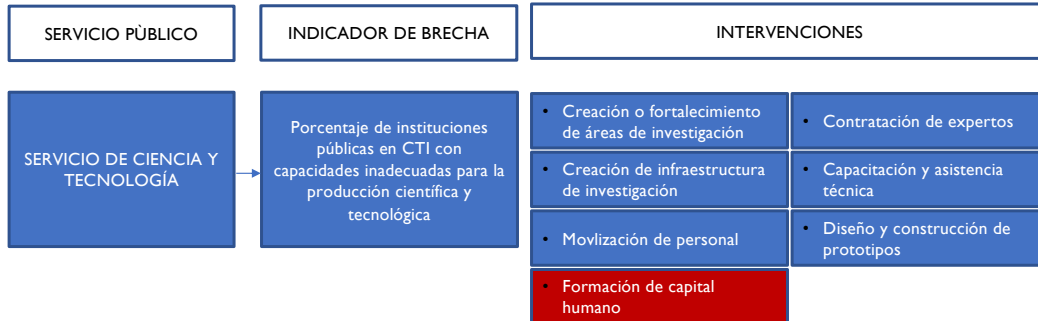 SERVICIO PÙBLICO
INDICADOR DE BRECHA
INTERVENCIONES
SERVICIO DE CIENCIA Y
TECNOLOGÍA
Porcentaje de instituciones
públicas en CTI con
capacidades inadecuadas para la
producción científica y
tecnológica
• Creación o fortalecimiento
de áreas de investigación
• Contratación de expertos
• Creación de infraestructura
de investigación
• Capacitación y asistencia
técnica
• Movlización de personal
• Diseño y construcción de
prototipos
• Formación de capital
humano